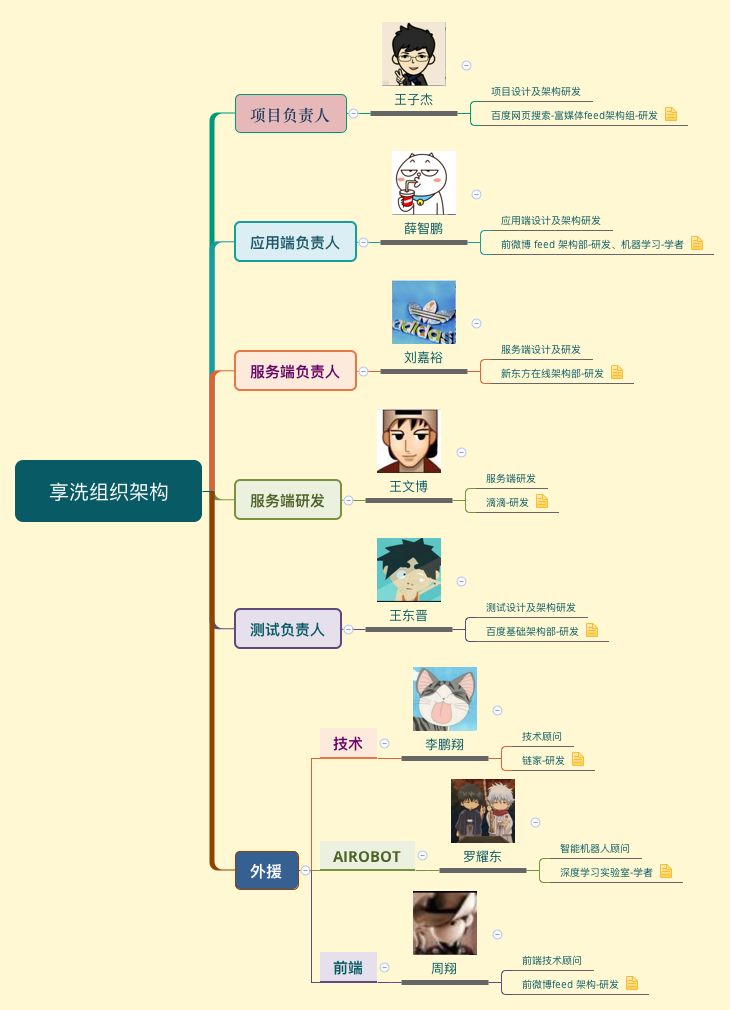 享洗组织架构
项目负责人
王子杰
项目设计及架构研发
百度网页搜索-富媒体feed架构组-研发
应用端负责人
薛智鹏
应用端设计及架构研发
前微博 feed 架构部-研发、机器学习-学者
服务端负责人
adidas
刘嘉裕
服务端设计及研发
新东方在线架构部-研发
服务端研发
王文博
服务端研发
滴滴-研发
测试负责人
王东晋
测试设计及架构研发
百度基础架构部-研发
外援
技术
李鹏翔
技术顾问
链家-研发
AIROBOT
罗耀东
智能机器人顾问
深度学习实验室-学者
前端
周翔
前端技术顾问
前微博feed 架构-研发